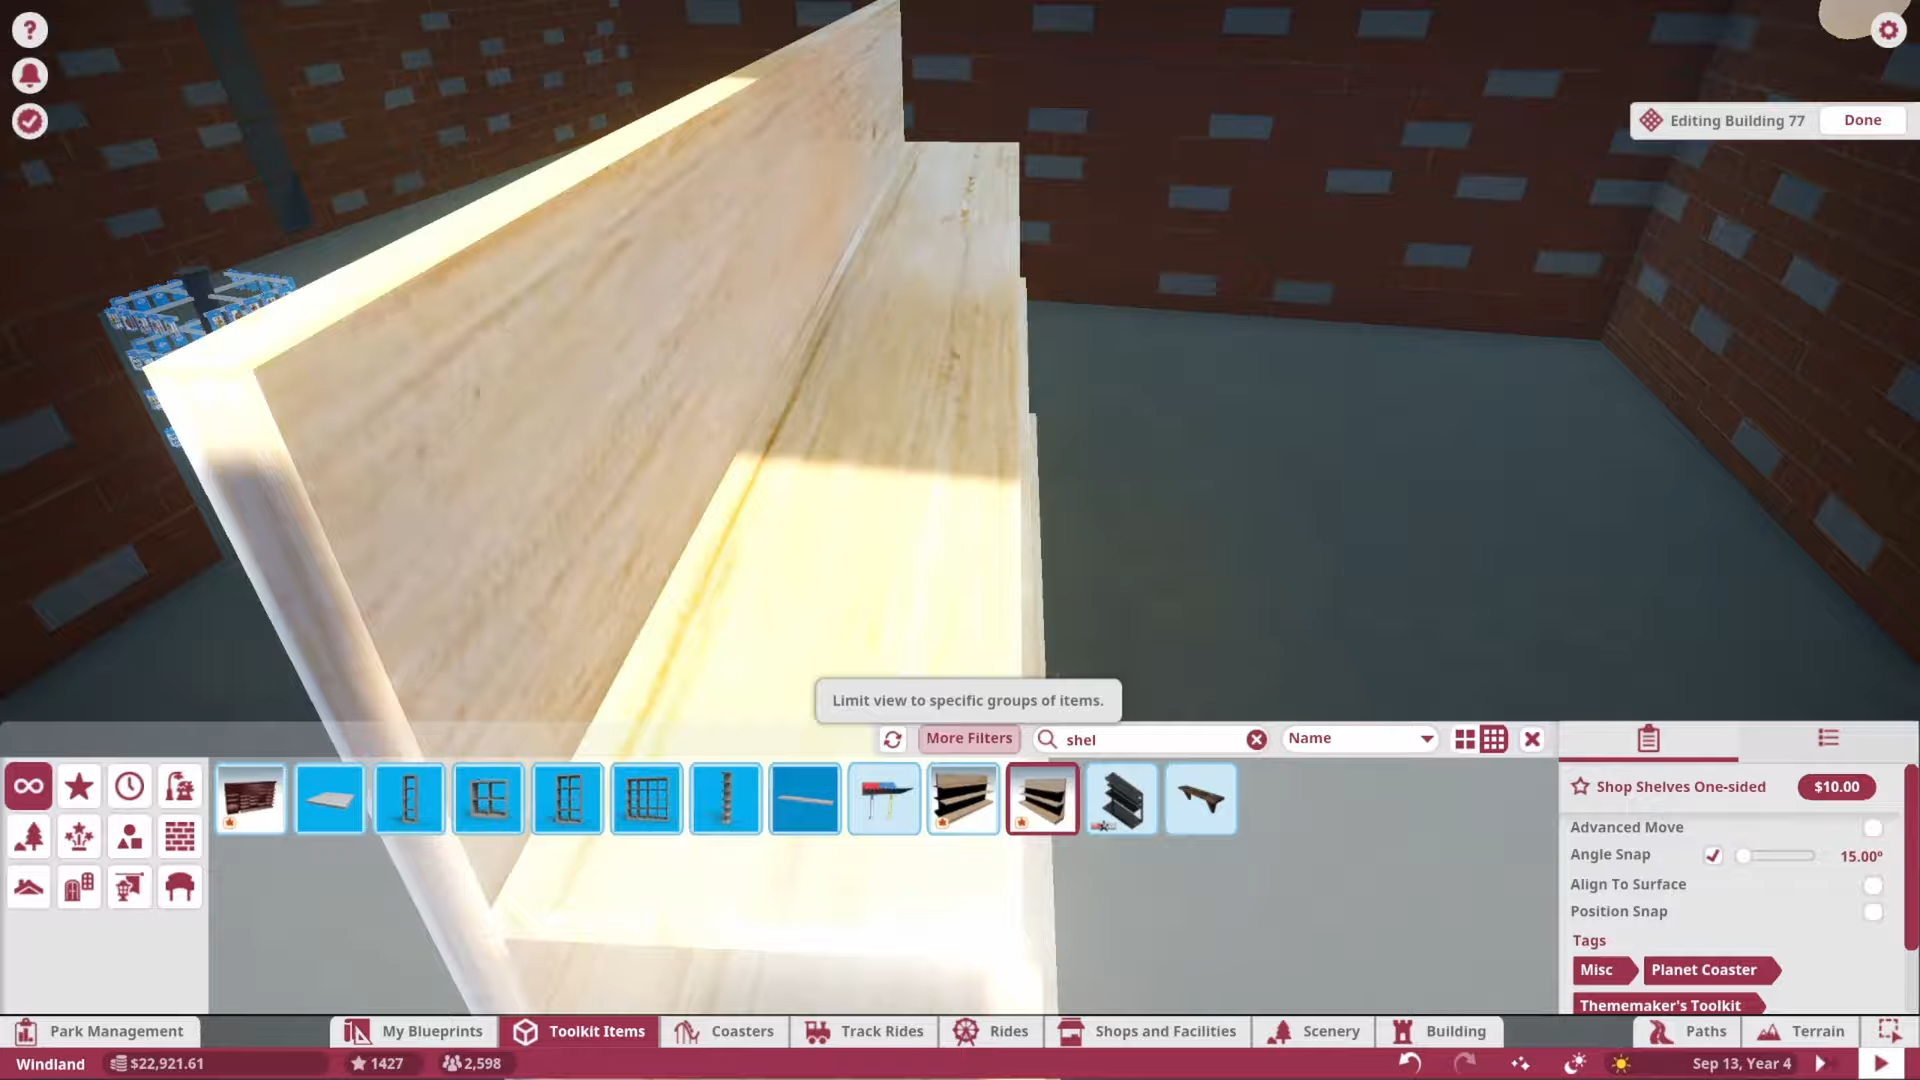 ?
Editing Building 77
Done
Limit view to specific groups of items.
More Filters
shel
Name
Shop Shelves One-sided
$10.00
Advanced Move
Angle Snap
15.00°
Align To Surface
Position Snap
Tags
Misc
Planet Coaster
Thememaker's Toolkit
Park Management
My Blueprints
Toolkit Items
Coasters
Track Rides
Rides
Shops and Facilities
Scenery
Building
Paths
Terrain
Windland
$22,921.61
1427
2,598
Sep 13, Year 4